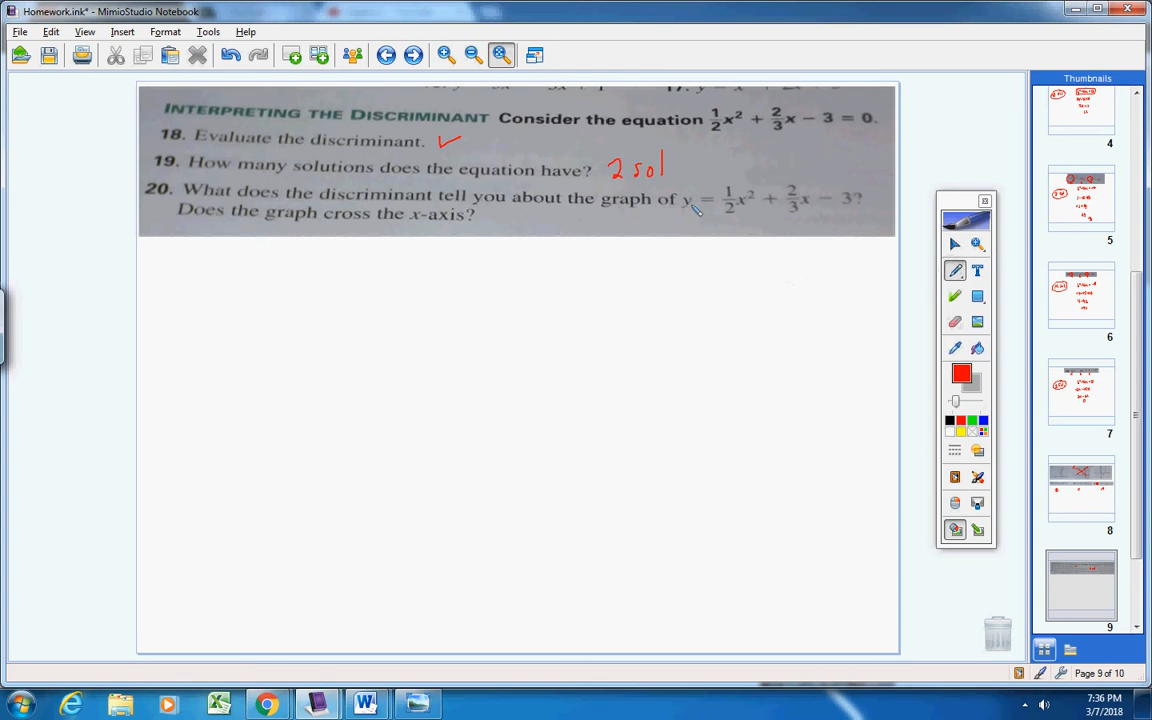 Homework.ink* - MimioStudio Notebook
File Edit View Insert Format Tools Help
Thumbnails
INTERPRETING THE DISCRIMINANT Consider the equation 1/2x² + 2/3x − 3 = 0.
18. Evaluate the discriminant. ✓
19. How many solutions does the equation have? 2 sol
20. What does the discriminant tell you about the graph of y = 1/2x² + 2/3x − 3?
Does the graph cross the x-axis?
4
5
6
7
8
9
Page 9 of 10
7:36 PM
3/7/2018